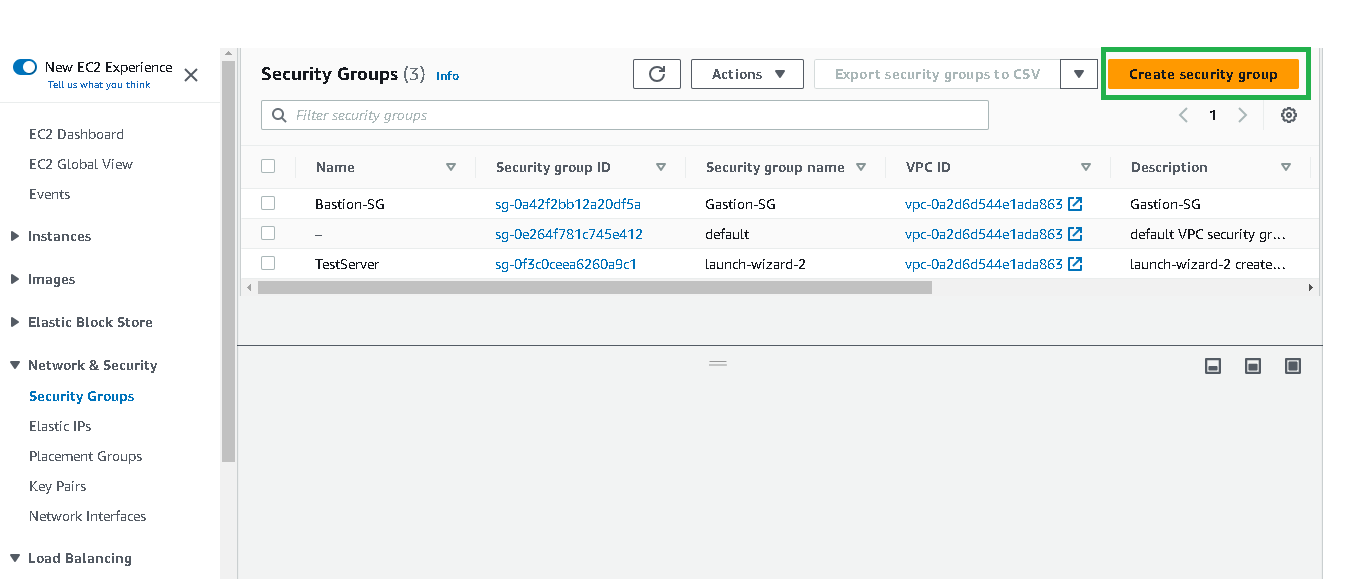 New EC2 Experience
Tell us what you think
EC2 Dashboard
EC2 Global View
Events
Instances
Images
Elastic Block Store
Network & Security
Security Groups
Elastic IPs
Placement Groups
Key Pairs
Network Interfaces
Load Balancing
Security Groups (3) Info
Actions
Export security groups to CSV
Create security group
Filter security groups
1
Name Security group ID Security group name VPC ID Description
Bastion-SG sg-0a42f2bb12a20df5a Gastion-SG vpc-0a2d6d544e1ada863 Gastion-SG
– sg-0e264f781c745e412 default vpc-0a2d6d544e1ada863 default VPC security gr...
TestServer sg-0f3c0ceea6260a9c1 launch-wizard-2 vpc-0a2d6d544e1ada863 launch-wizard-2 create...